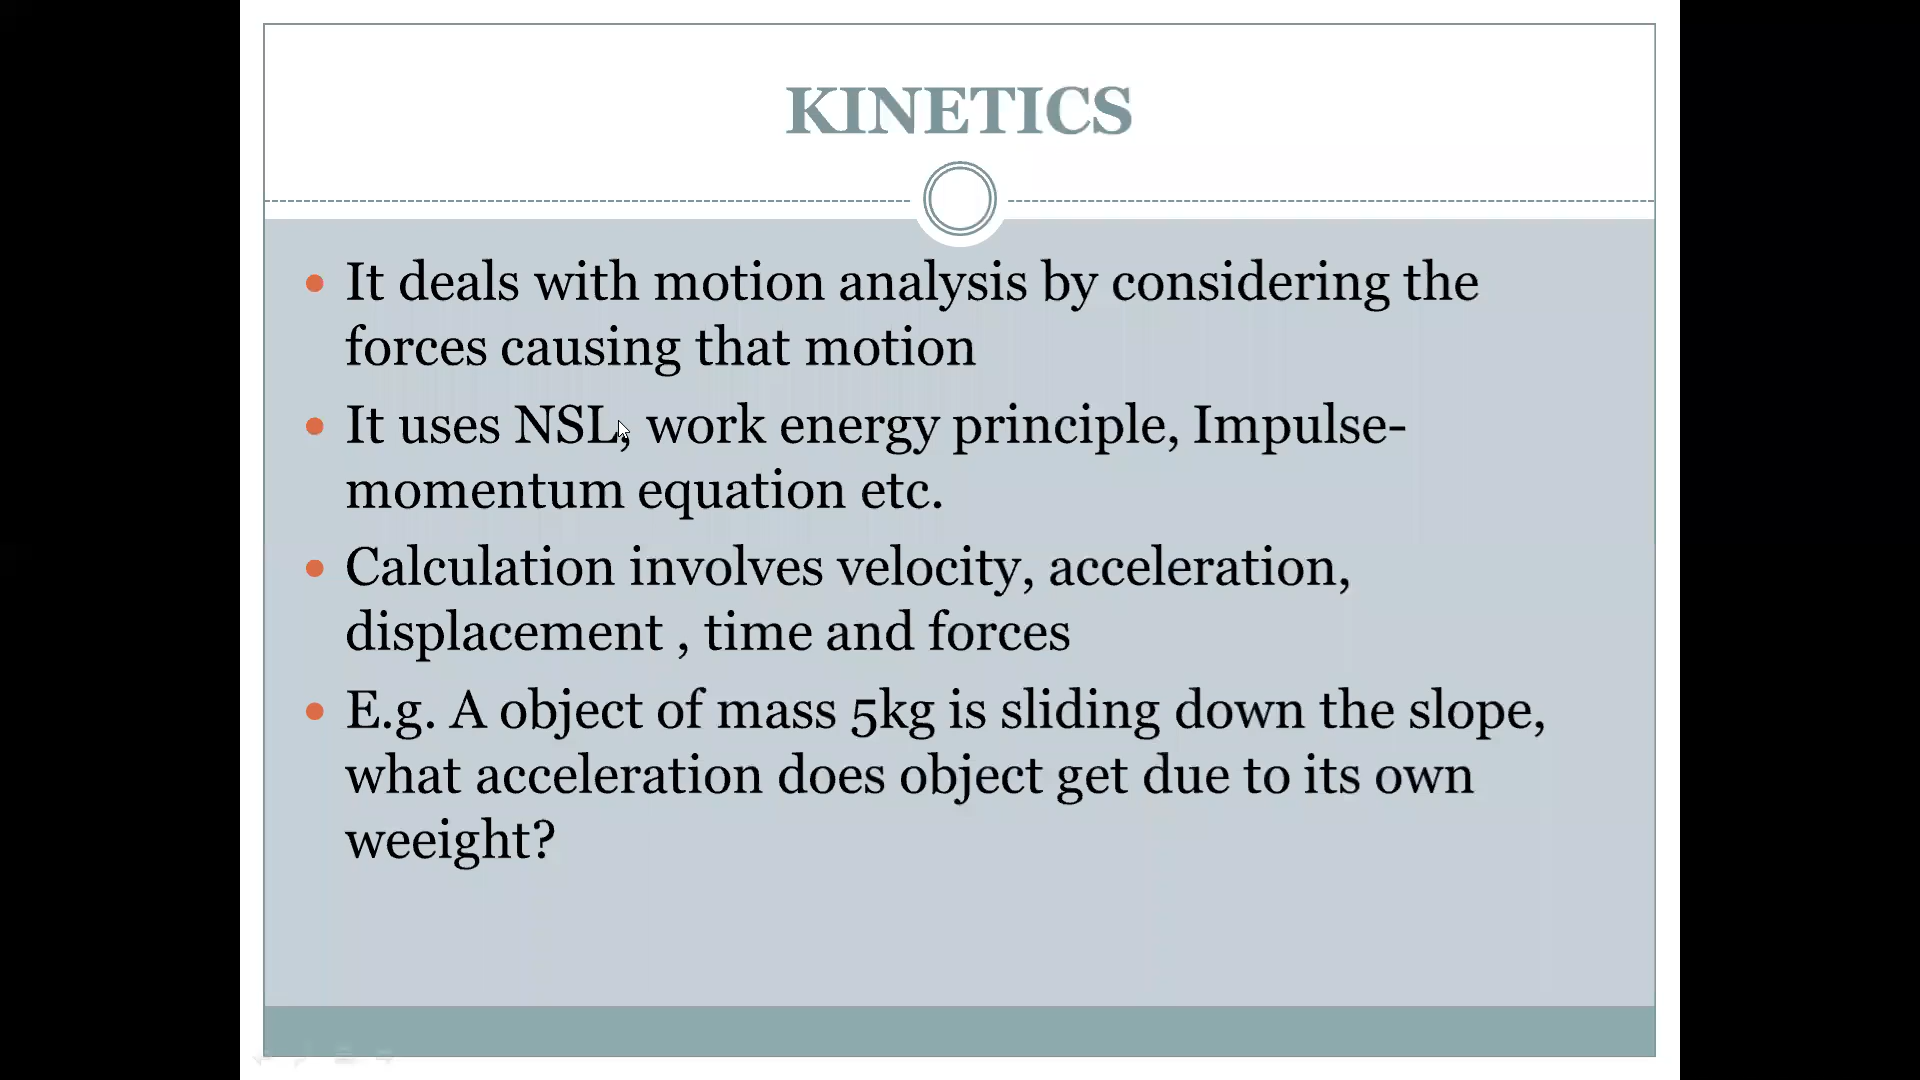 KINETICS
It deals with motion analysis by considering the
forces causing that motion
It uses NSL, work energy principle, Impulse-
momentum equation etc.
Calculation involves velocity, acceleration,
displacement , time and forces
E.g. A object of mass 5kg is sliding down the slope,
what acceleration does object get due to its own
weeight?